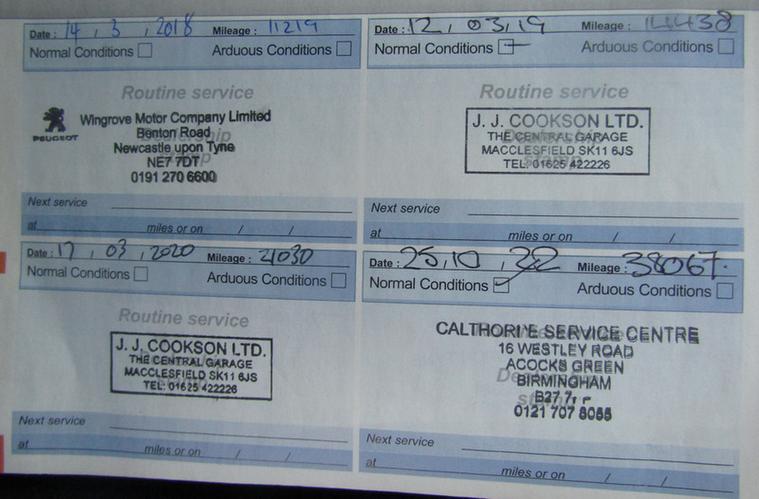 Date : 14 , 3 , 2018 Mileage : 11219
Normal Conditions Arduous Conditions
Routine service
PEUGEOT
Wingrove Motor Company Limited
Benton Road
Newcastle upon Tyne
NE7 7DT
0191 270 6600
Next service
at miles or on / /
Date : 12 , 03 , 19 Mileage : 14438
Normal Conditions Arduous Conditions
Routine service
J. J. COOKSON LTD.
THE CENTRAL GARAGE
MACCLESFIELD SK11 6JS
TEL: 01625 422226
Next service
at miles or on / /
Date : 17 , 03 , 2020 Mileage : 21030
Normal Conditions Arduous Conditions
Routine service
J. J. COOKSON LTD.
THE CENTRAL GARAGE
MACCLESFIELD SK11 6JS
TEL: 01625 422226
Next service
at miles or on / /
Date : 25 , 10 , 22 Mileage : 38067.
Normal Conditions Arduous Conditions
CALTHORPE SERVICE CENTRE
16 WESTLEY ROAD
ACOCKS GREEN
BIRMINGHAM
B27
0121 707 8055
Next service
at miles or on / /